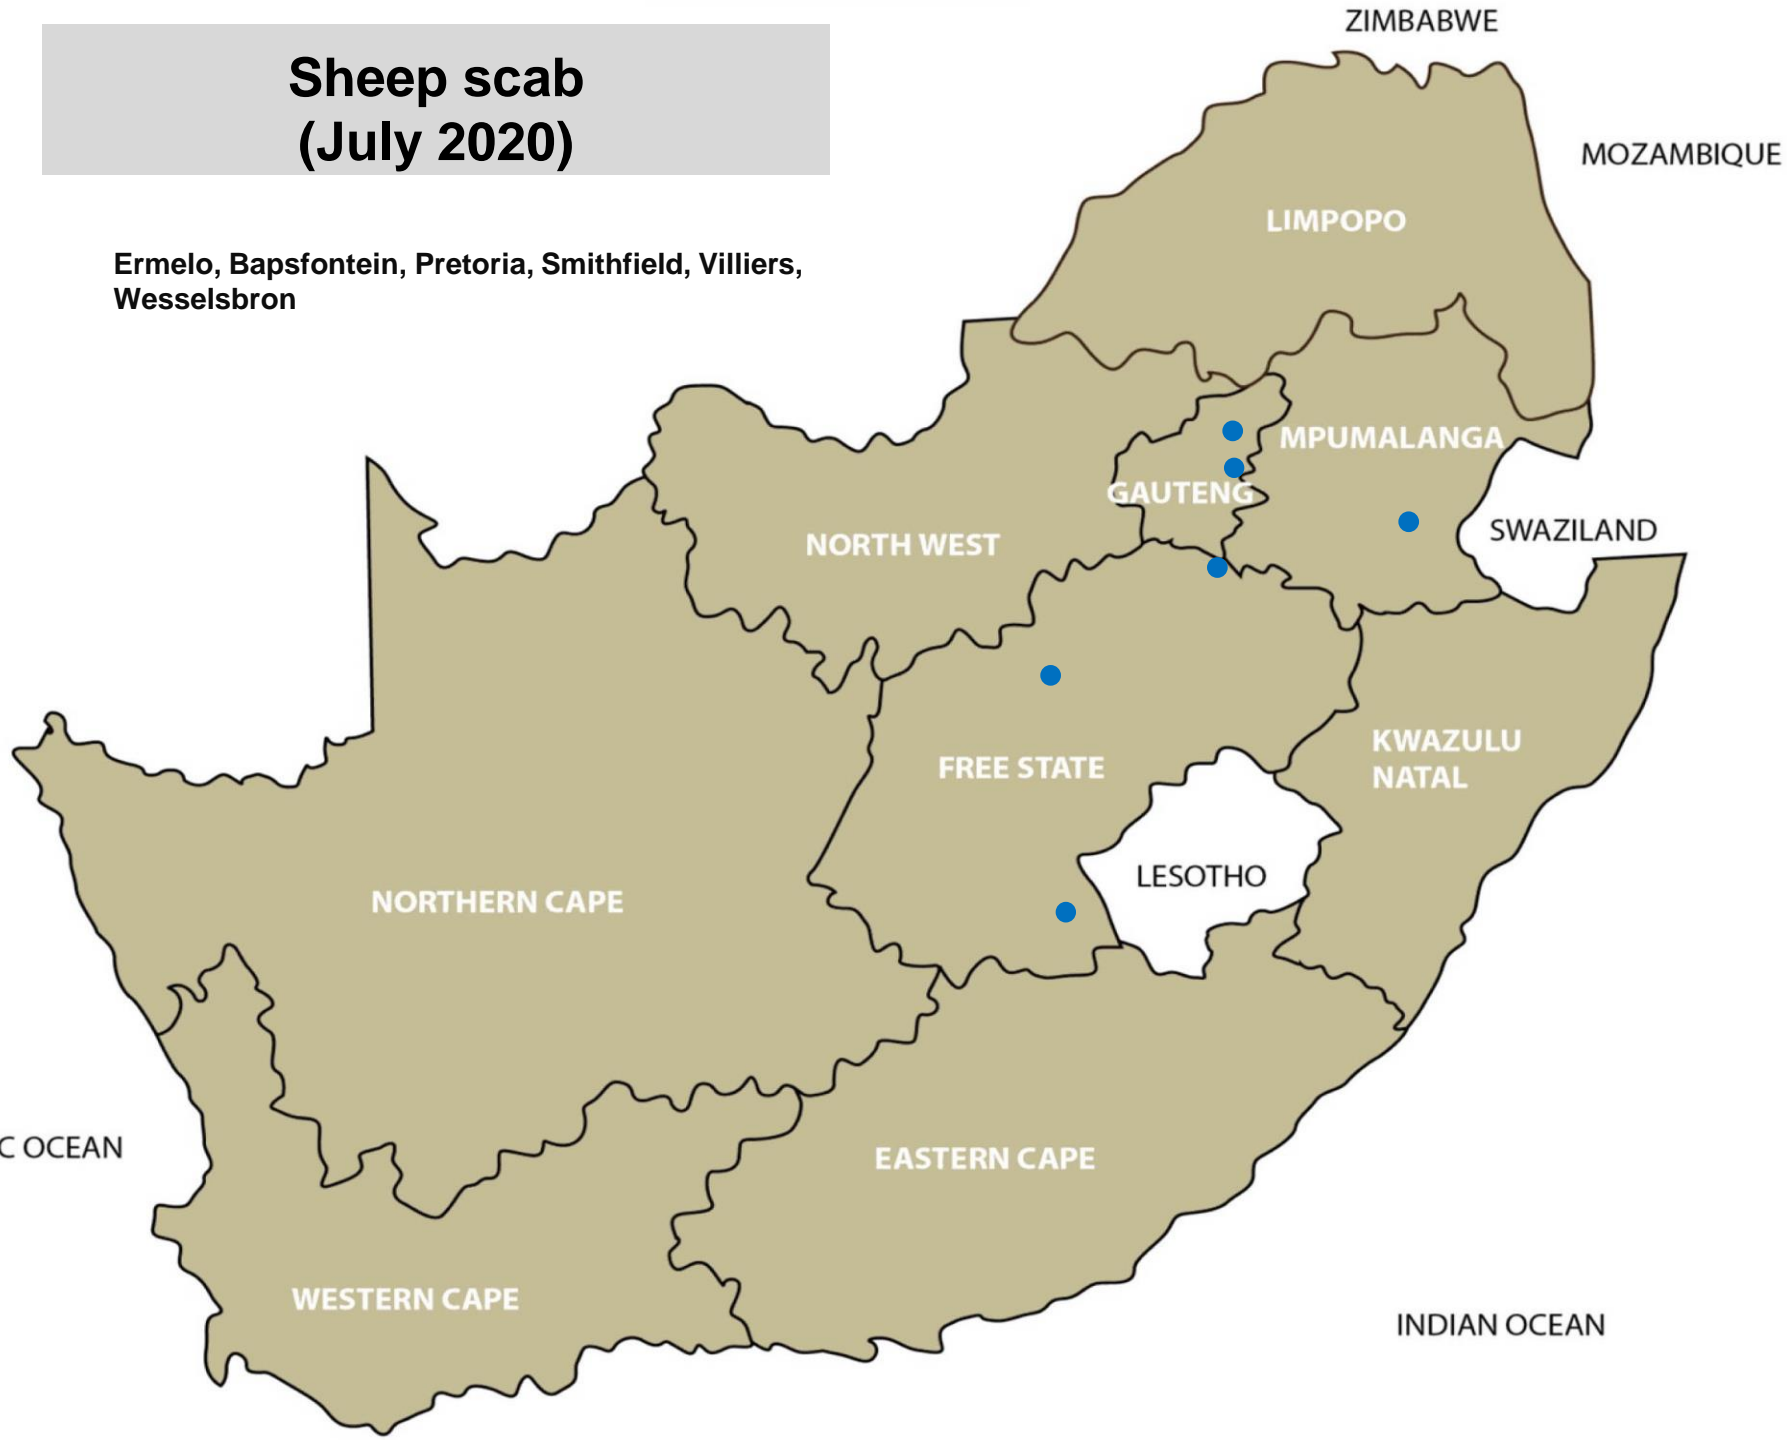 Sheep scab
(July 2020)
Ermelo, Bapsfontein, Pretoria, Smithfield, Villiers,
Wesselsbron
ZIMBABWE
MOZAMBIQUE
LIMPOPO
MPUMALANGA
GAUTENG
SWAZILAND
NORTH WEST
KWAZULU
NATAL
FREE STATE
LESOTHO
NORTHERN CAPE
C OCEAN
EASTERN CAPE
WESTERN CAPE
INDIAN OCEAN